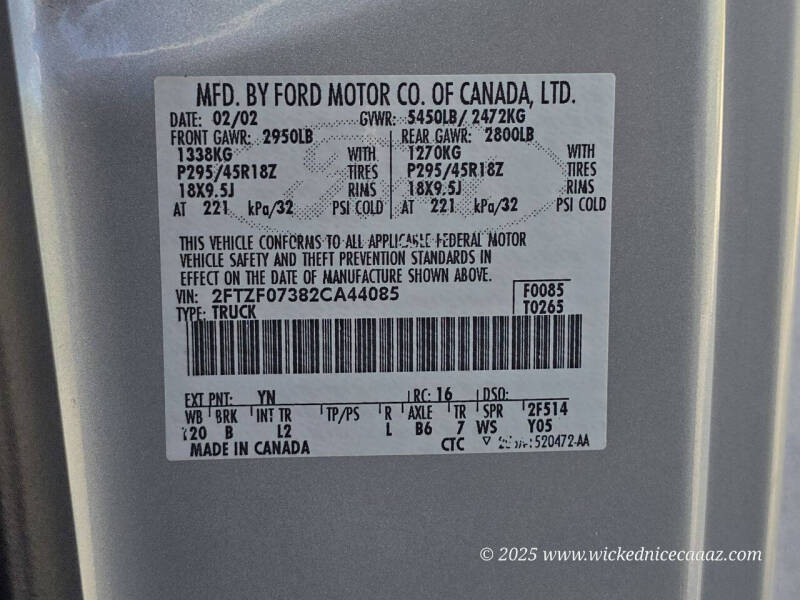 MFD. BY FORD MOTOR CO. OF CANADA, LTD.
DATE: 02/02 GVWR: 5450LB/ 2472KG
FRONT GAWR: 2950LB REAR GAWR: 2800LB
1338KG WITH 1270KG WITH
P295/45R18Z TIRES P295/45R18Z TIRES
18X9.5J RIMS 18X9.5J RIMS
AT 221 kPa/32 PSI COLD AT 221 kPa/32 PSI COLD
THIS VEHICLE CONFORMS TO ALL APPLICABLE FEDERAL MOTOR
VEHICLE SAFETY AND THEFT PREVENTION STANDARDS IN
EFFECT ON THE DATE OF MANUFACTURE SHOWN ABOVE.
VIN: 2FTZF07382CA44085 F0085
TYPE: TRUCK T0265
EXT PNT: YN RC: 16 DSO:
WB BRK INT TR TP/PS R AXLE TR SPR 2F514
120 B L2 L B6 7 WS Y05
MADE IN CANADA CTC 520472-AA
© 2025 www.wickednicecaaaz.com